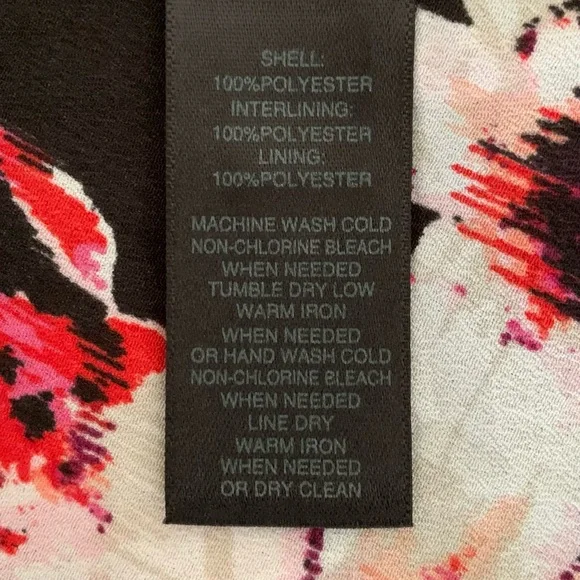 SHELL:
100%POLYESTER
INTERLINING:
100%POLYESTER
LINING:
100%POLYESTER
MACHINE WASH COLD
NON-CHLORINE BLEACH
WHEN NEEDED
TUMBLE DRY LOW
WARM IRON
WHEN NEEDED
OR HAND WASH COLD
NON-CHLORINE BLEACH
WHEN NEEDED
LINE DRY
WARM IRON
WHEN NEEDED
OR DRY CLEAN